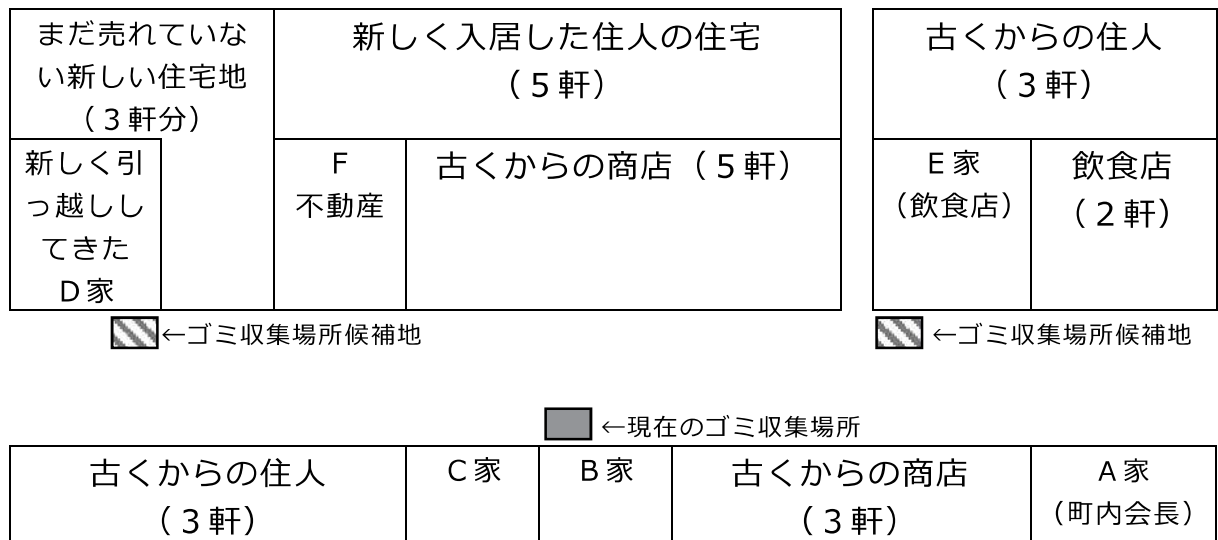 まだ売れていな
い新しい住宅地
（３軒分）
新しく入居した住人の住宅
（５軒）
古くからの住人
（３軒）
新しく引
っ越しし
てきた
Ｄ家
Ｆ
不動産
古くからの商店（５軒）
Ｅ家
（飲食店）
飲食店
（２軒）
←ゴミ収集場所候補地
←ゴミ収集場所候補地
←現在のゴミ収集場所
古くからの住人
（３軒）
Ｃ家
Ｂ家
古くからの商店
（３軒）
Ａ家
（町内会長）